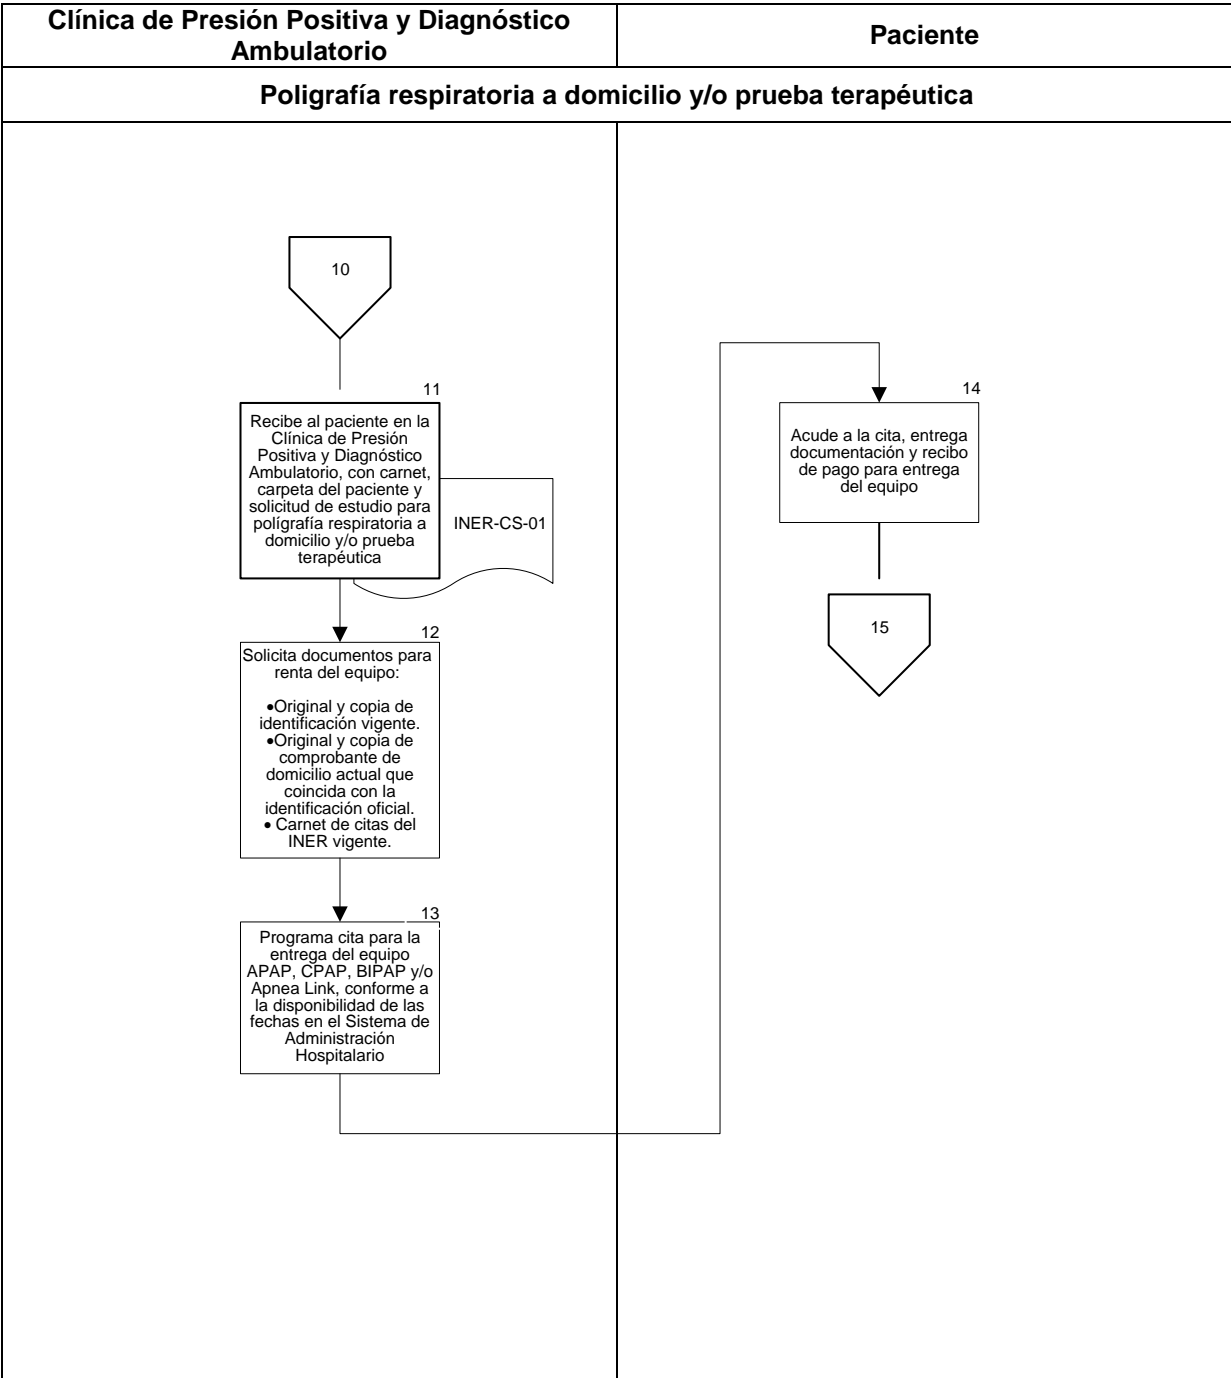 Clínica de Presión Positiva y Diagnóstico
Ambulatorio
Paciente
Poligrafía respiratoria a domicilio y/o prueba terapéutica
10
11
Recibe al paciente en la
Clínica de Presión
Positiva y Diagnóstico
Ambulatorio, con carnet,
carpeta del paciente y
solicitud de estudio para
polígrafía respiratoria a
domicilio y/o prueba
terapéutica
INER-CS-01
12
Solicita documentos para
renta del equipo:
•Original y copia de
identificación vigente.
•Original y copia de
comprobante de
domicilio actual que
coincida con la
identificación oficial.
• Carnet de citas del
INER vigente.
13
Programa cita para la
entrega del equipo
APAP, CPAP, BIPAP y/o
Apnea Link, conforme a
la disponibilidad de las
fechas en el Sistema de
Administración
Hospitalario
14
Acude a la cita, entrega
documentación y recibo
de pago para entrega
del equipo
15